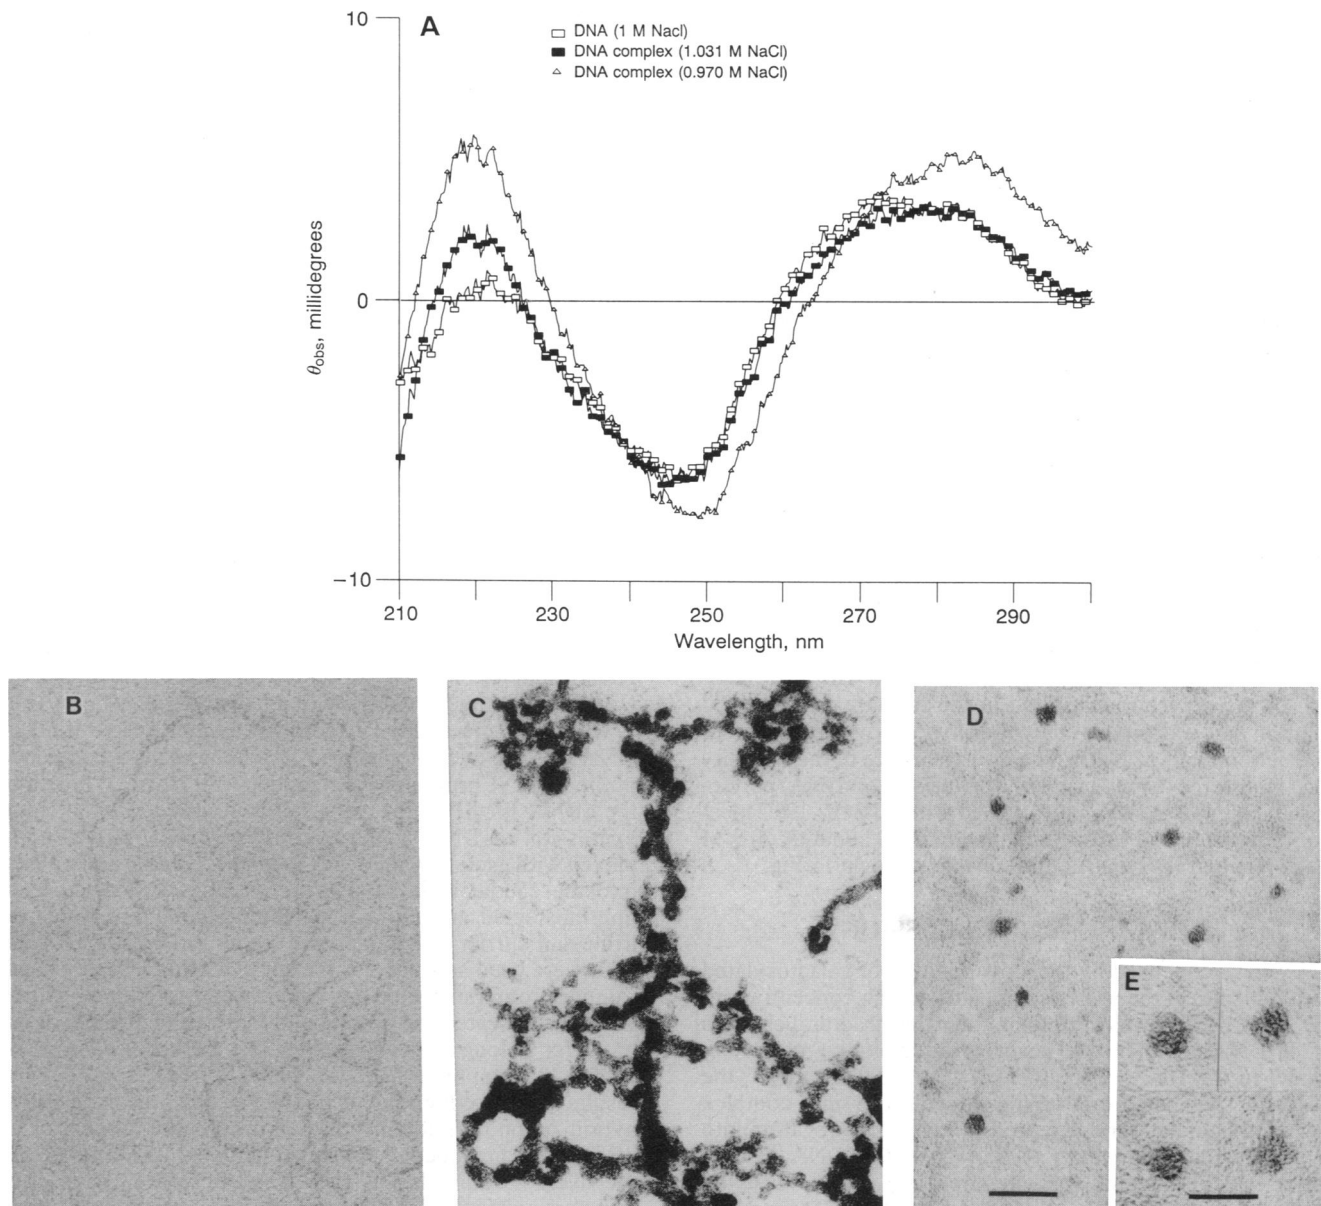 10
A
DNA (1 M Nacl)
DNA complex (1.031 M NaCl)
DNA complex (0.970 M NaCl)
θobs, millidegrees
0
−10
210 230 250 270 290
Wavelength, nm
B
C
D
E